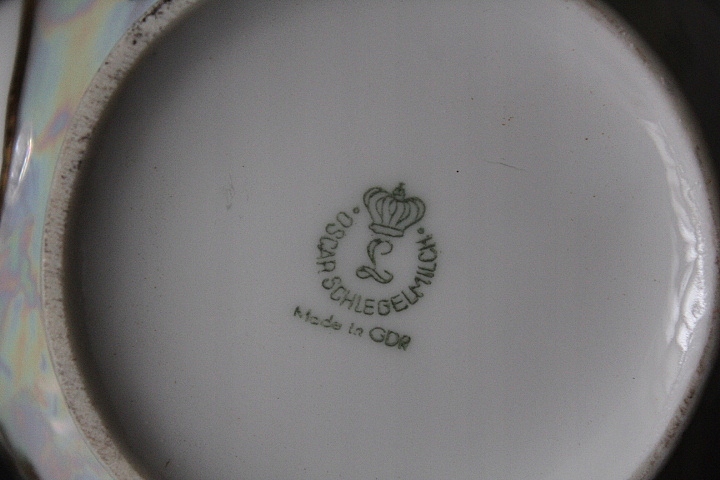 L
• OSCAR SCHLEGELMILCH •
Made in GDR